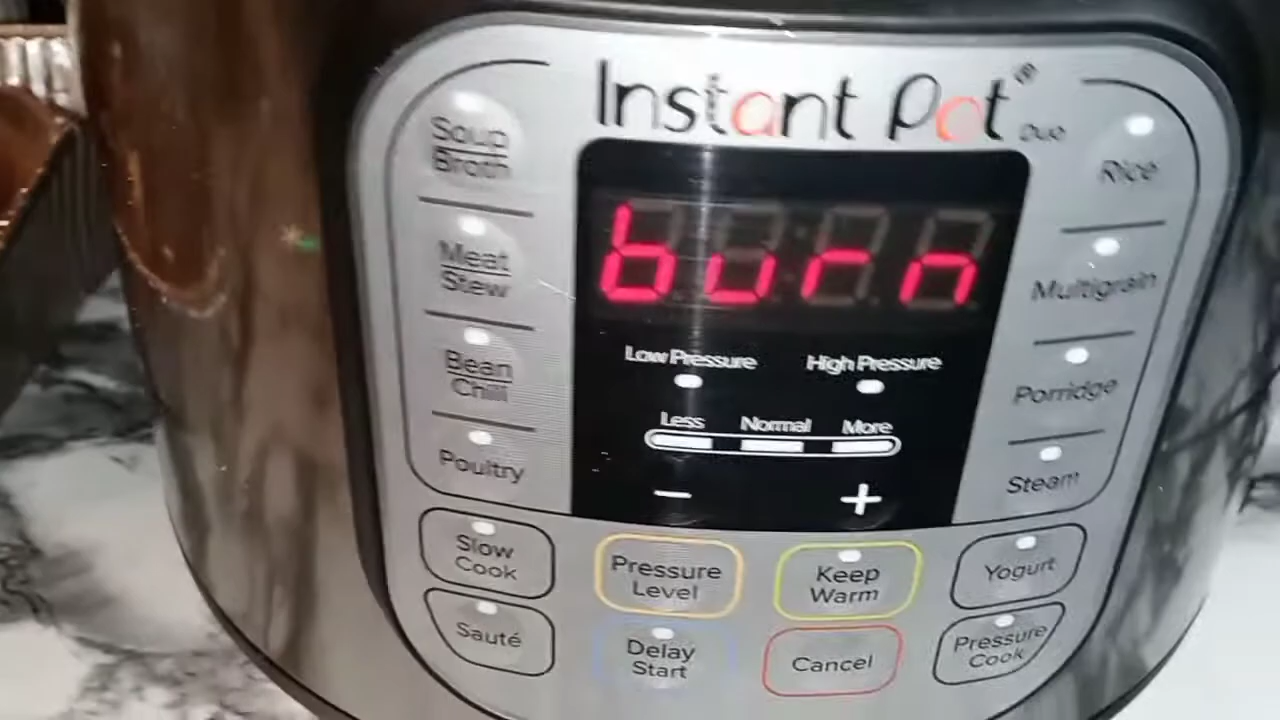 Instant Pot® Duo
Soup
Broth
Meat
Stew
Bean
Chili
Poultry
burn
Low Pressure High Pressure
Less Normal More
− +
Rice
Multigrain
Porridge
Steam
Slow
Cook
Pressure
Level
Keep
Warm
Yogurt
Sauté
Delay
Start
Cancel
Pressure
Cook